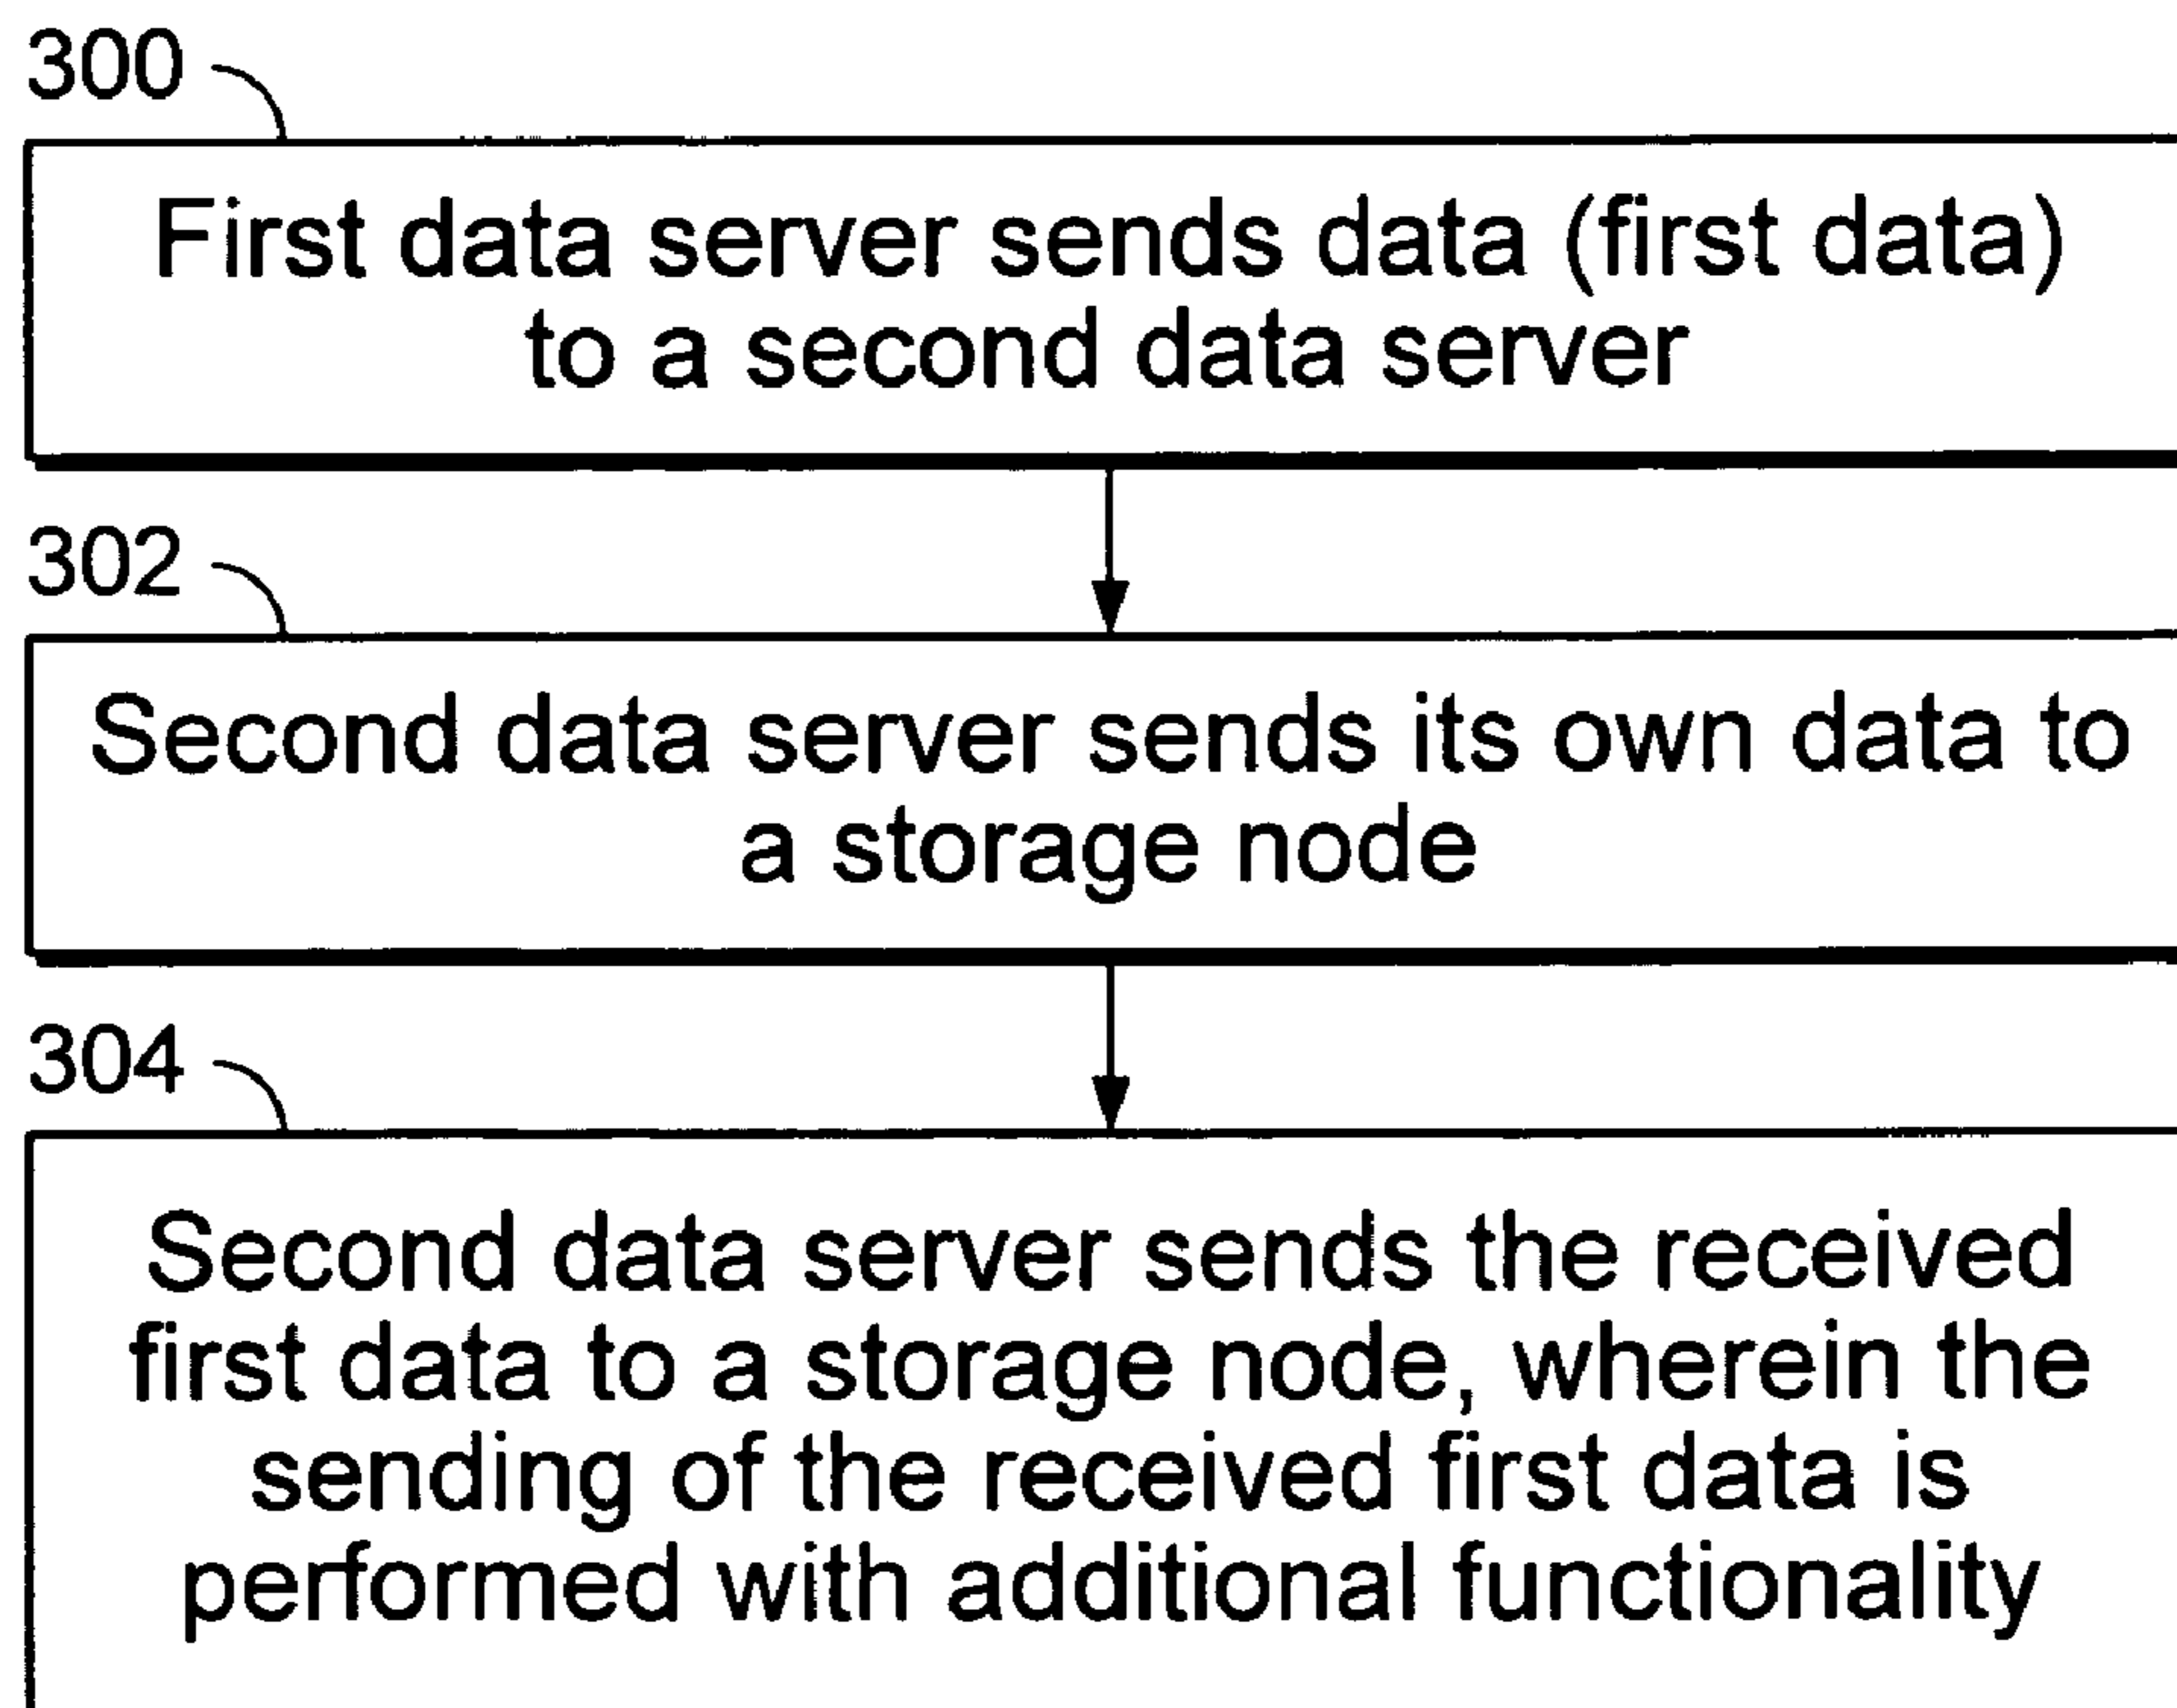 300
First data server sends data (first data)
to a second data server
302
Second data server sends its own data to
a storage node
304
Second data server sends the received
first data to a storage node, wherein the
sending of the received first data is
performed with additional functionality